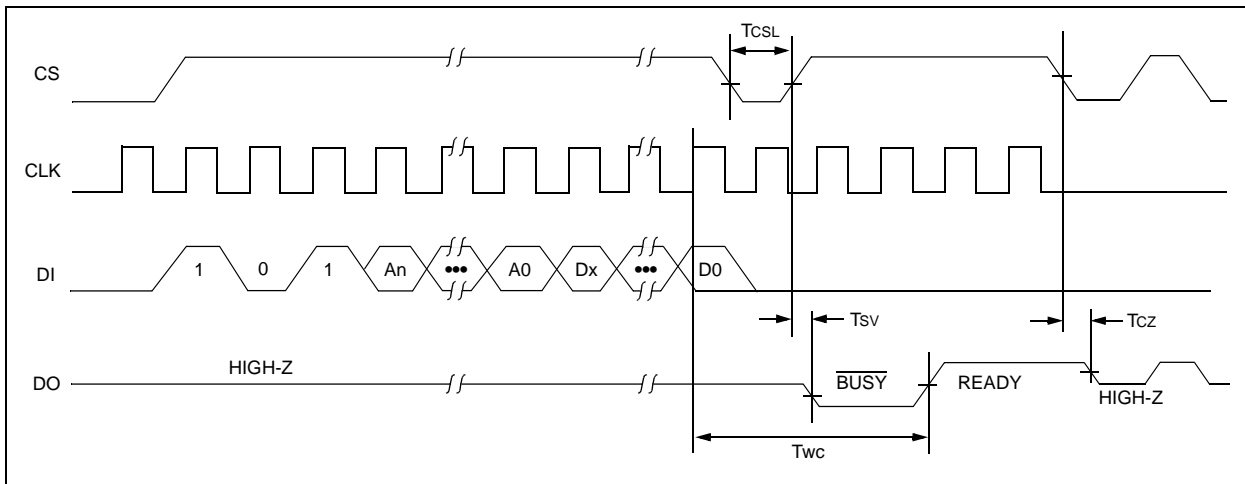 TCSL
CS
CLK
DI
1 0 1 An ••• A0 Dx ••• D0
TSV
TCZ
DO
HIGH-Z
BUSY
READY
HIGH-Z
Twc